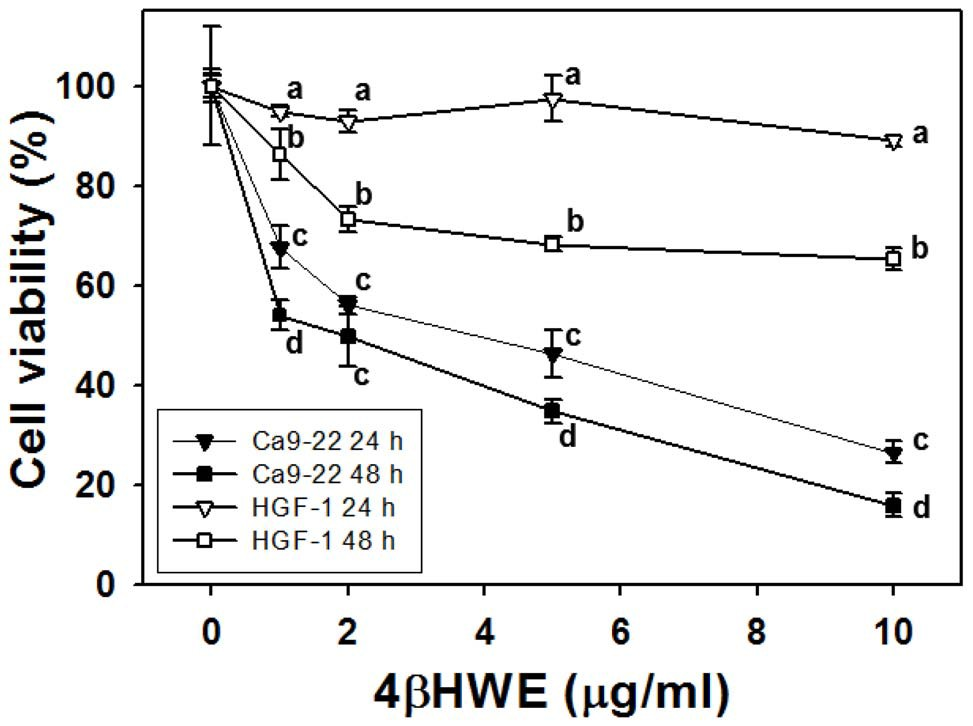 Cell viability (%)
100
80
60
40
20
0
a
a
a
a
b
b
b
b
c
c
c
c
d
c
d
d
Ca9-22 24 h
Ca9-22 48 h
HGF-1 24 h
HGF-1 48 h
0 2 4 6 8 10
4βHWE (μg/ml)